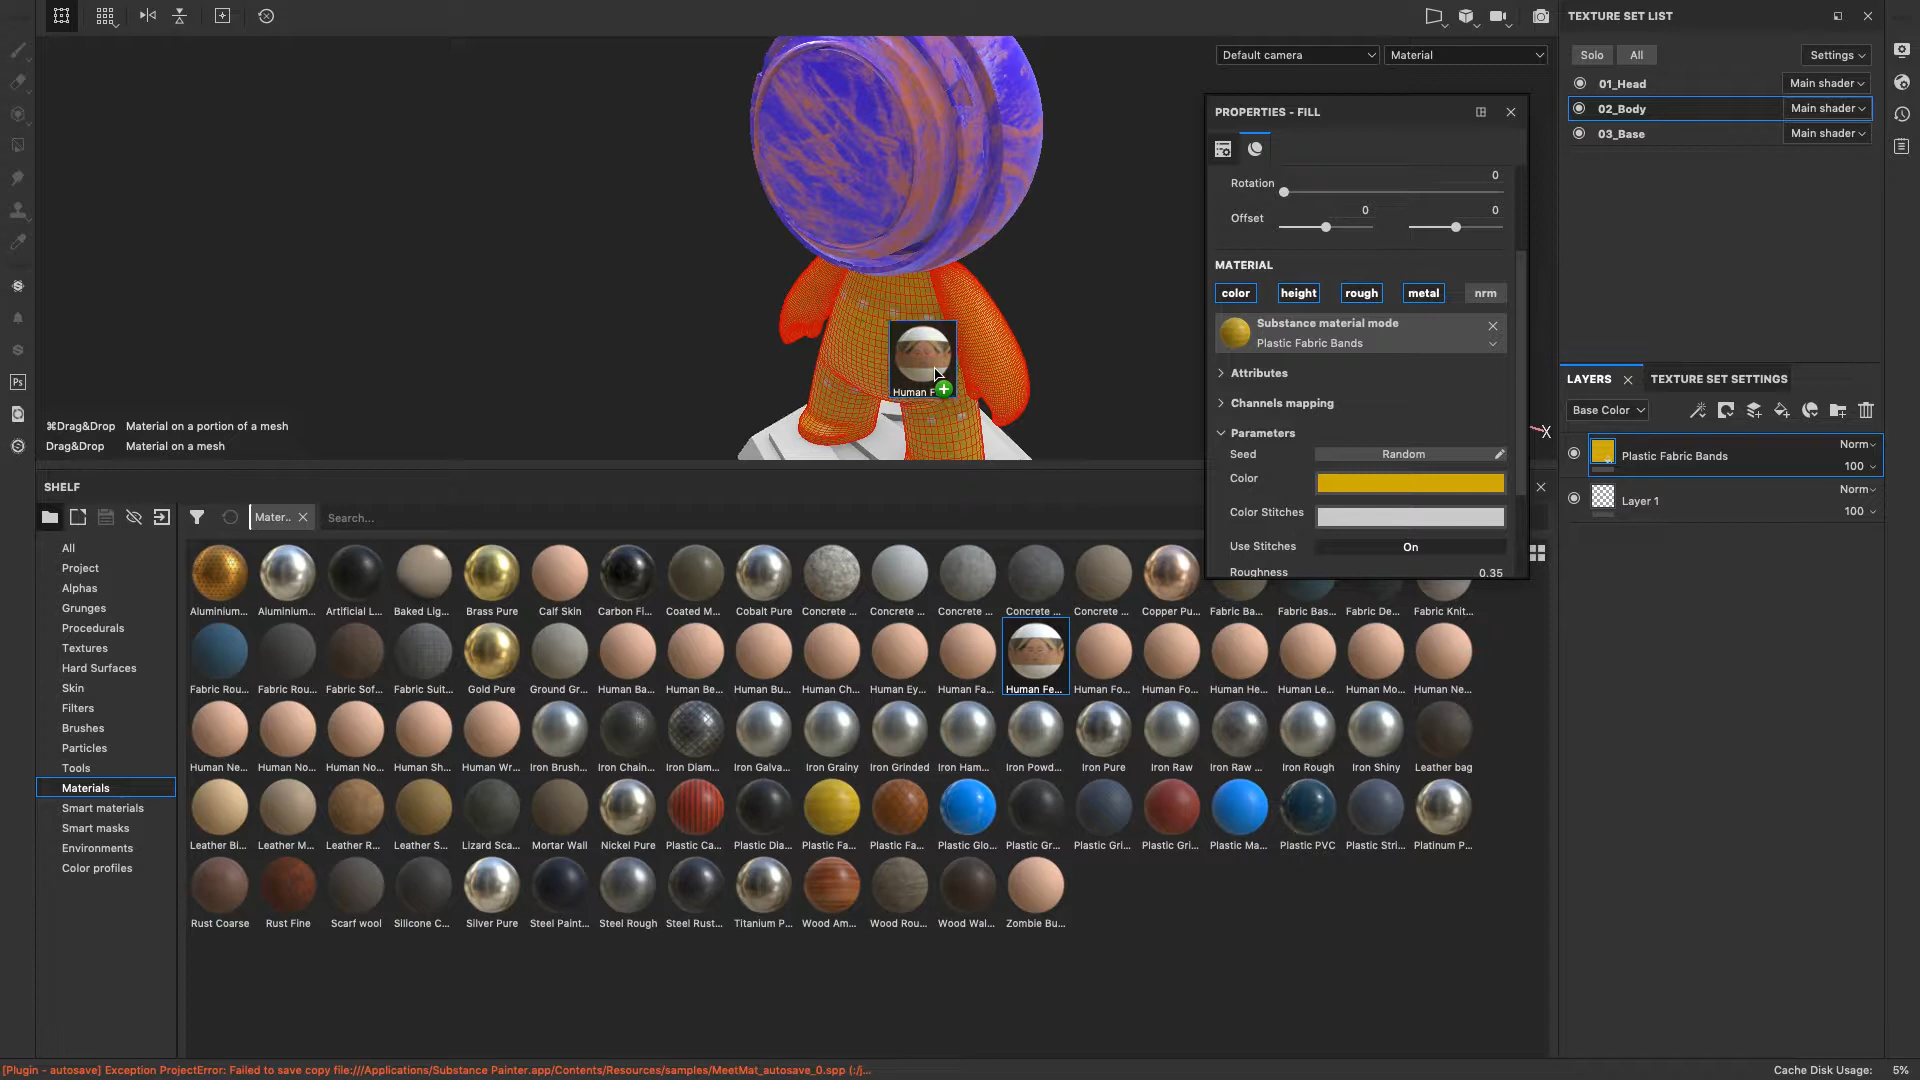 Default camera
Material
⌘Drag&Drop Material on a portion of a mesh
Drag&Drop Material on a mesh
Human F
TEXTURE SET LIST
Solo All Settings
01_Head Main shader
02_Body Main shader
03_Base Main shader
PROPERTIES - FILL
Rotation 0
Offset 0 0
MATERIAL
color height rough metal nrm
Substance material mode
Plastic Fabric Bands
Attributes
Channels mapping
Parameters
Seed Random
Color
Color Stitches
Use Stitches On
Roughness 0.35
X
LAYERS TEXTURE SET SETTINGS
Base Color
Plastic Fabric Bands Norm 100
Layer 1 Norm 100
Ps
SHELF
Mater.. Search...
All
Project
Alphas
Grunges
Procedurals
Textures
Hard Surfaces
Skin
Filters
Brushes
Particles
Tools
Materials
Smart materials
Smart masks
Environments
Color profiles
Aluminium... Aluminium... Artificial L... Baked Lig... Brass Pure Calf Skin Carbon Fi... Coated M... Cobalt Pure Concrete ... Concrete ... Concrete ... Concrete ... Concrete ... Copper Pu... Fabric Ba... Fabric Bas... Fabric De... Fabric Knit...
Fabric Rou... Fabric Rou... Fabric Sof... Fabric Suit... Gold Pure Ground Gr... Human Ba... Human Be... Human Bu... Human Ch... Human Ey... Human Fa... Human Fe... Human Fo... Human Fo... Human He... Human Le... Human Mo... Human Ne...
Human Ne... Human No... Human No... Human Sh... Human Wr... Iron Brush... Iron Chain... Iron Diam... Iron Galva... Iron Grainy Iron Grinded Iron Ham... Iron Powd... Iron Pure Iron Raw Iron Raw ... Iron Rough Iron Shiny Leather bag
Leather Bi... Leather M... Leather R... Leather S... Lizard Sca... Mortar Wall Nickel Pure Plastic Ca... Plastic Dia... Plastic Fa... Plastic Fa... Plastic Glo... Plastic Gr... Plastic Gri... Plastic Gri... Plastic Ma... Plastic PVC Plastic Stri... Platinum P...
Rust Coarse Rust Fine Scarf wool Silicone C... Silver Pure Steel Paint... Steel Rough Steel Rust... Titanium P... Wood Am... Wood Rou... Wood Wal... Zombie Bu...
[Plugin - autosave] Exception ProjectError: Failed to save copy file:///Applications/Substance Painter.app/Contents/Resources/samples/MeetMat_autosave_0.spp (:/j...
Cache Disk Usage: 5%